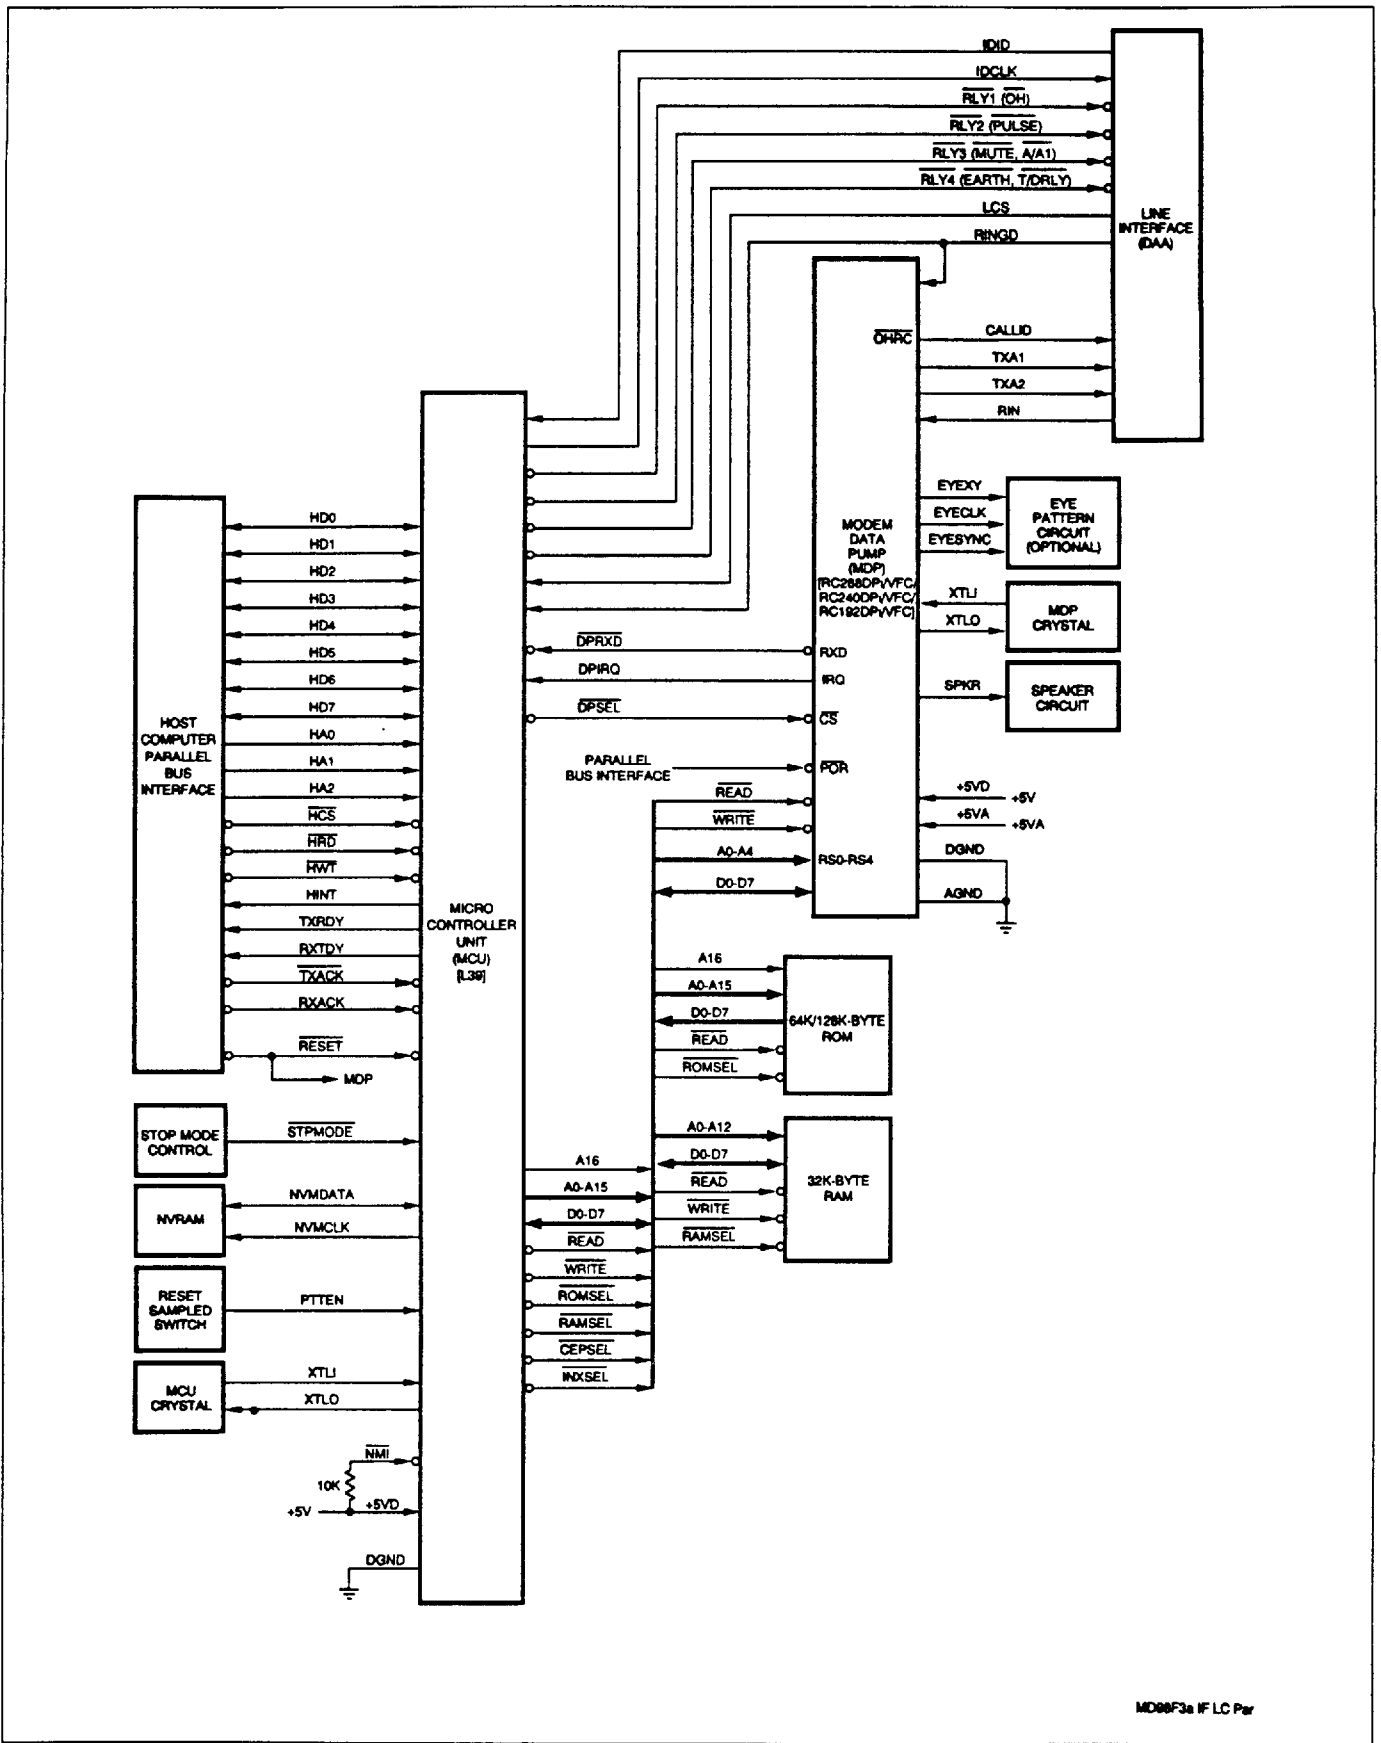 IDID
IDCLK
RLY1 (OH)
RLY2 (PULSE)
RLY3 (MUTE, A/A1)
RLY4 (EARTH, T/DRLY)
LCS
RINGD
LINE
INTERFACE
(DAA)
OHRC
CALLID
TXA1
TXA2
RIN
EYEXY
EYECLK
EYESYNC
EYE
PATTERN
CIRCUIT
(OPTIONAL)
MODEM
DATA
PUMP
(MDP)
[RC288DPi/VFC/
RC240DPi/VFC/
RC192DPi/VFC]
XTLI
XTLO
MDP
CRYSTAL
SPKR
SPEAKER
CIRCUIT
HD0
HD1
HD2
HD3
HD4
HD5
HD6
HD7
HA0
HA1
HA2
HCS
HRD
HWT
HINT
TXRDY
RXTDY
TXACK
RXACK
RESET
MDP
HOST
COMPUTER
PARALLEL
BUS
INTERFACE
DPRXD
RXD
DPIRQ
IRQ
DPSEL
CS
PARALLEL
BUS INTERFACE
POR
READ
WRITE
A0-A4
RS0-RS4
D0-D7
+5VD
+5V
+5VA
+5VA
DGND
AGND
MICRO
CONTROLLER
UNIT
(MCU)
[L39]
A16
A0-A15
D0-D7
READ
ROMSEL
64K/128K-BYTE
ROM
STOP MODE
CONTROL
STPMODE
NVRAM
NVMDATA
NVMCLK
RESET
SAMPLED
SWITCH
PTTEN
MCU
CRYSTAL
XTLI
XTLO
A0-A12
D0-D7
READ
WRITE
RAMSEL
32K-BYTE
RAM
A16
A0-A15
D0-D7
READ
WRITE
ROMSEL
RAMSEL
CEPSEL
INXSEL
NMI
10K
+5V
+5VD
DGND
MD98F3a IF LC Par